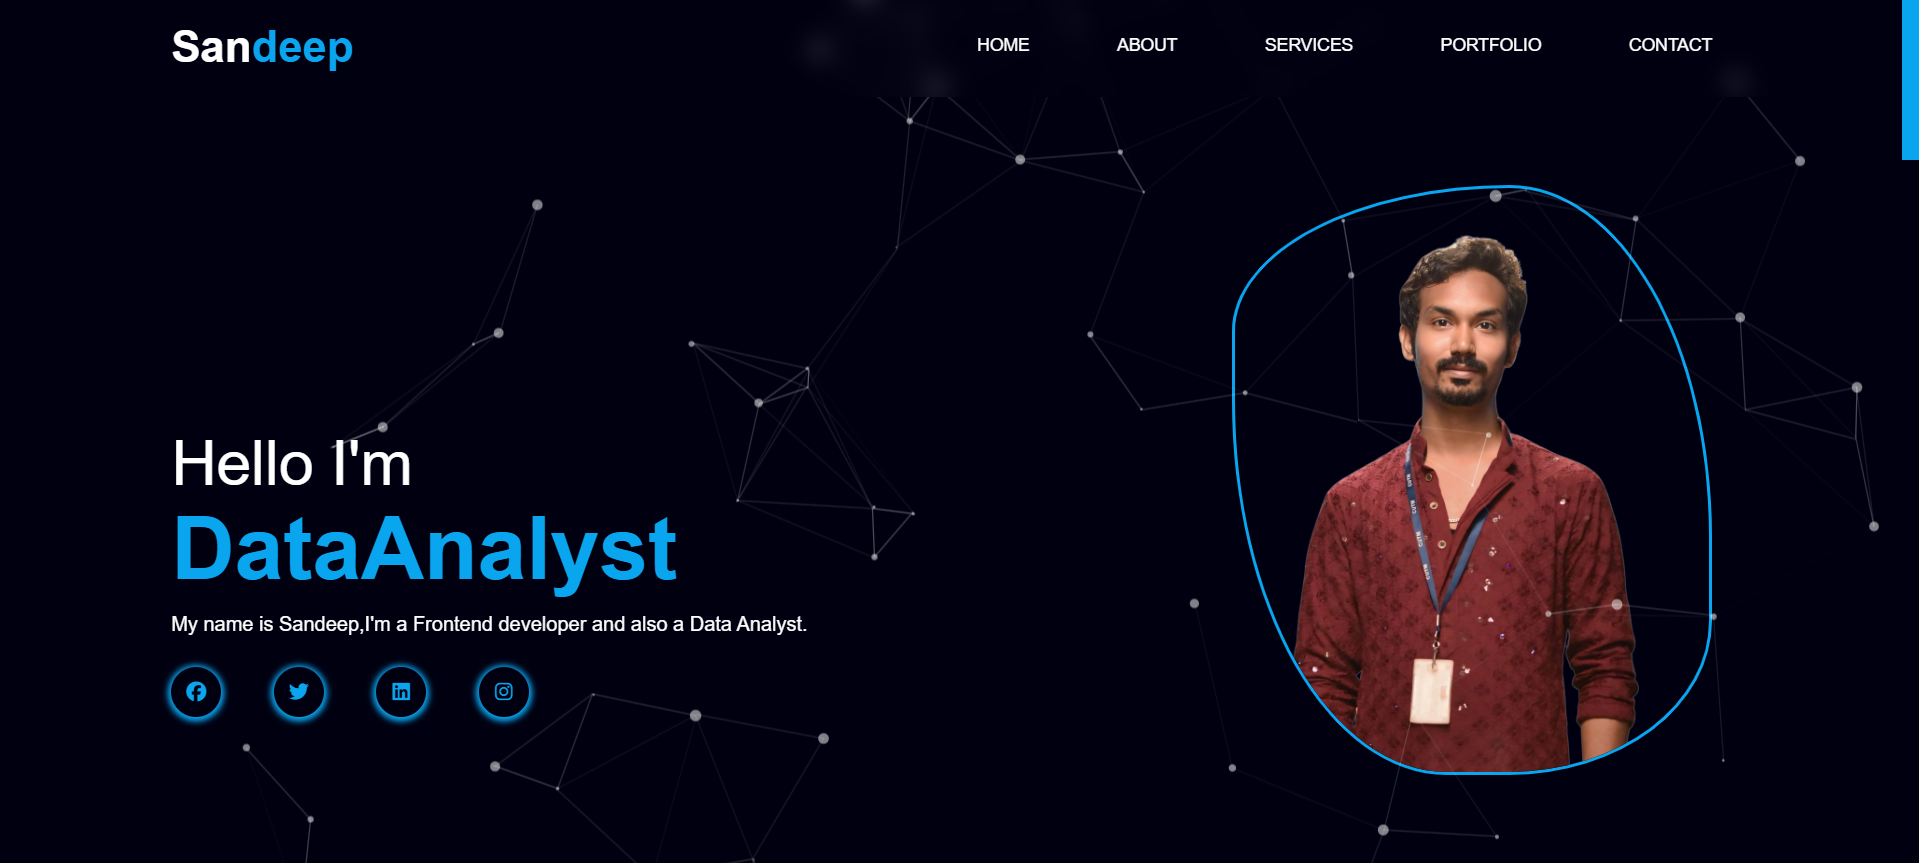 Sandeep
HOME ABOUT SERVICES PORTFOLIO CONTACT
Hello I'm
DataAnalyst
My name is Sandeep,I'm a Frontend developer and also a Data Analyst.